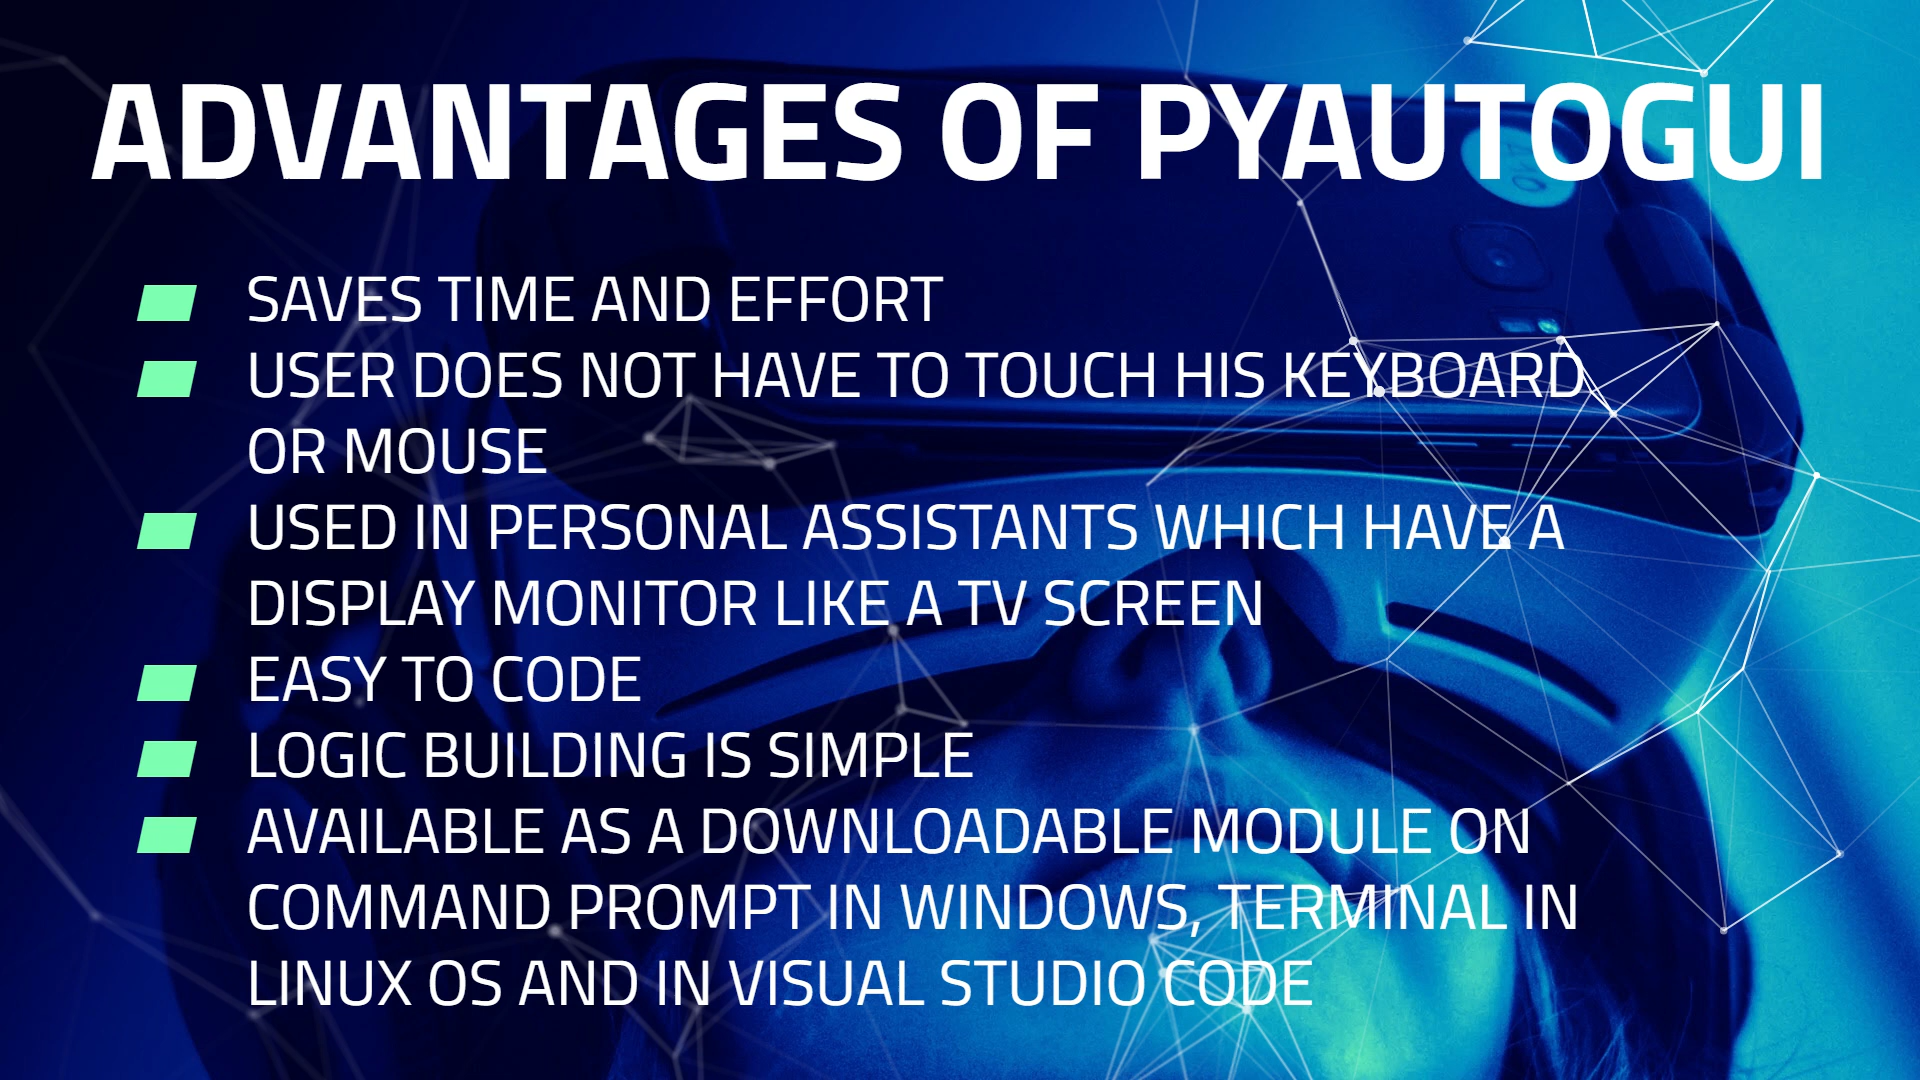 ADVANTAGES OF PYAUTOGUI
SAVES TIME AND EFFORT
USER DOES NOT HAVE TO TOUCH HIS KEYBOARD
OR MOUSE
USED IN PERSONAL ASSISTANTS WHICH HAVE A
DISPLAY MONITOR LIKE A TV SCREEN
EASY TO CODE
LOGIC BUILDING IS SIMPLE
AVAILABLE AS A DOWNLOADABLE MODULE ON
COMMAND PROMPT IN WINDOWS, TERMINAL IN
LINUX OS AND IN VISUAL STUDIO CODE